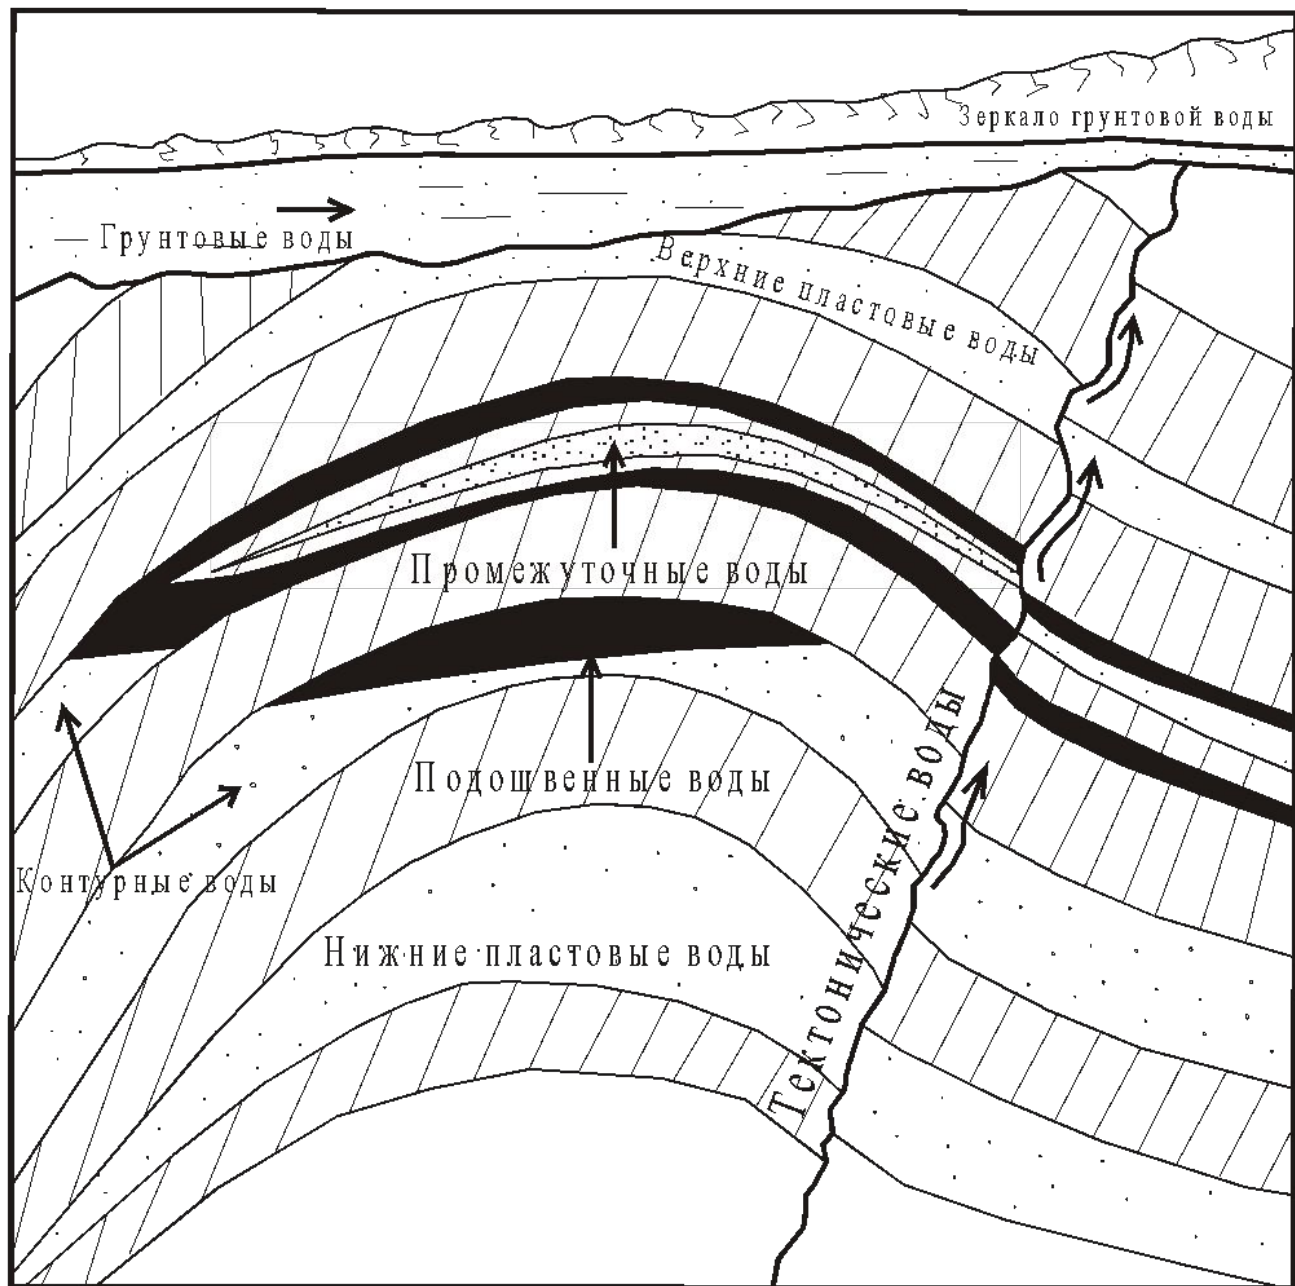 Зеркало грунтовой воды
Грунтовые воды
Верхние пластовые воды
Промежуточные воды
Подошвенные воды
Контурные воды
Нижние пластовые воды
Тектонические воды